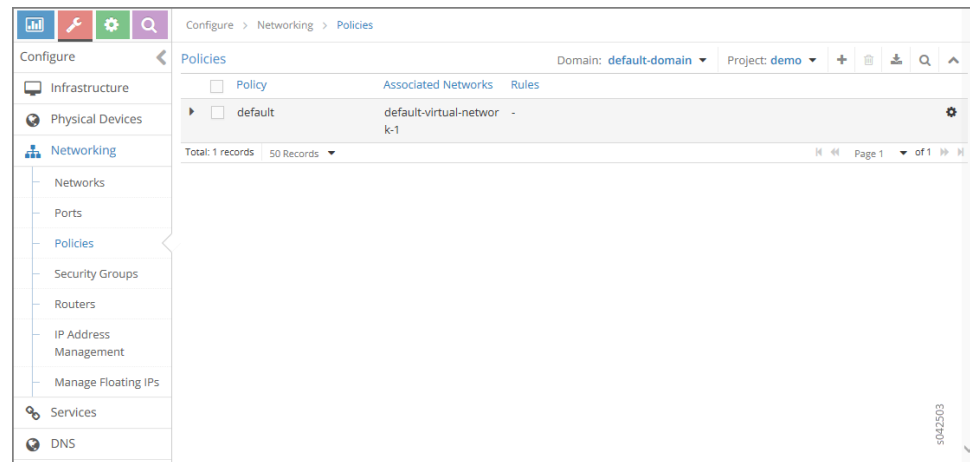 Configure > Networking > Policies
Configure
Policies
Domain: default-domain
Project: demo
Infrastructure
Physical Devices
Networking
Networks
Ports
Policies
Security Groups
Routers
IP Address
Management
Manage Floating IPs
Services
DNS
Policy Associated Networks Rules
default default-virtual-networ -
k-1
Total: 1 records 50 Records Page 1 of 1
s042503